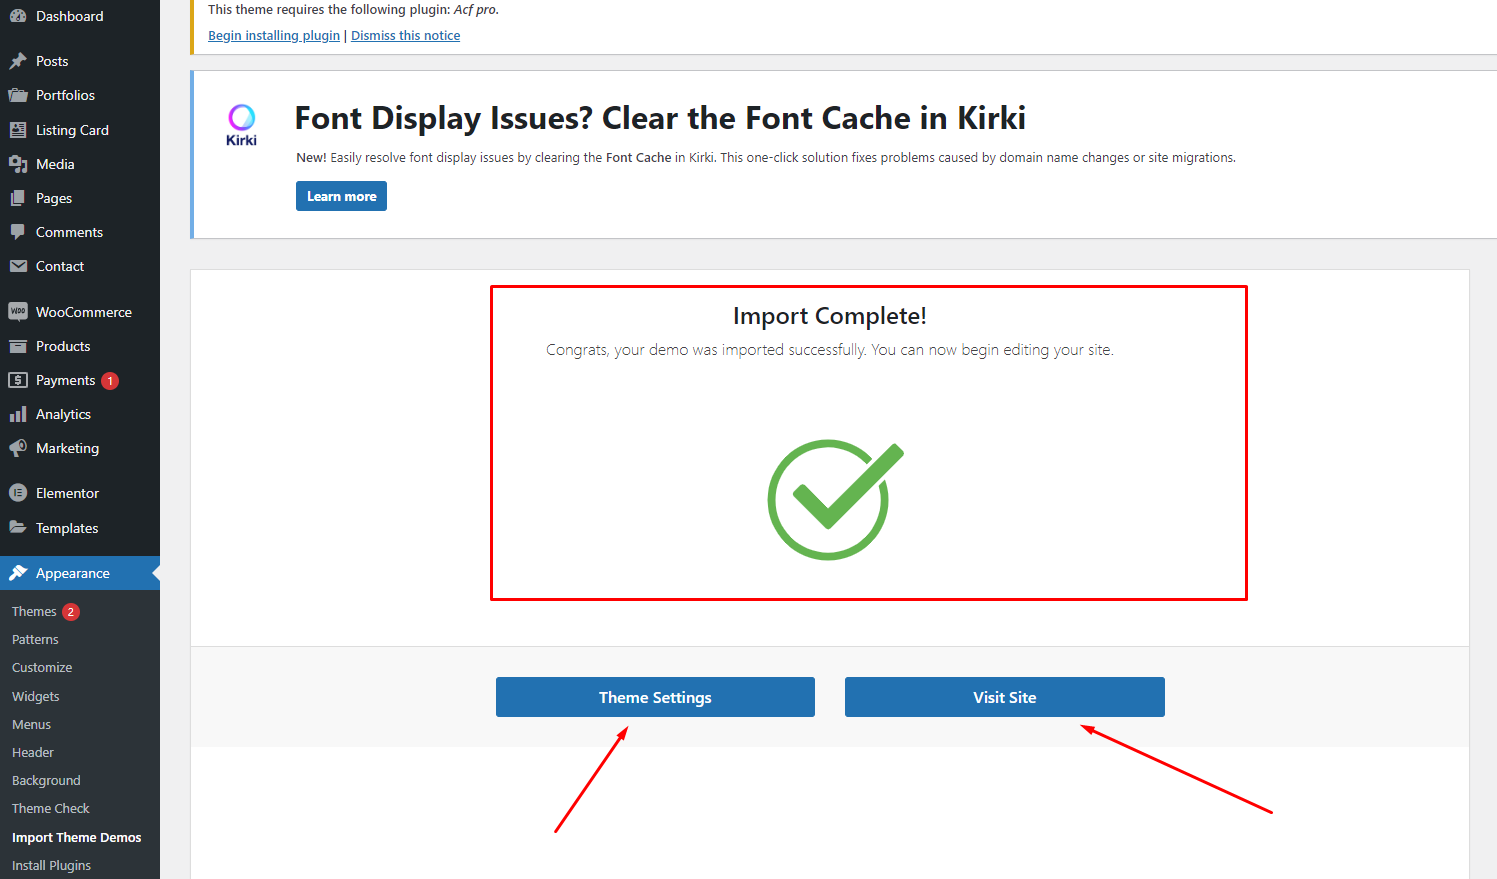 Dashboard
Posts
Portfolios
Listing Card
Media
Pages
Comments
Contact
WooCommerce
Products
Payments 1
Analytics
Marketing
Elementor
Templates
Appearance
Themes 2
Patterns
Customize
Widgets
Menus
Header
Background
Theme Check
Import Theme Demos
Install Plugins
This theme requires the following plugin: Acf pro.
Begin installing plugin | Dismiss this notice
Kirki
Font Display Issues? Clear the Font Cache in Kirki
New! Easily resolve font display issues by clearing the Font Cache in Kirki. This one-click solution fixes problems caused by domain name changes or site migrations.
Learn more
Import Complete!
Congrats, your demo was imported successfully. You can now begin editing your site.
Theme Settings
Visit Site